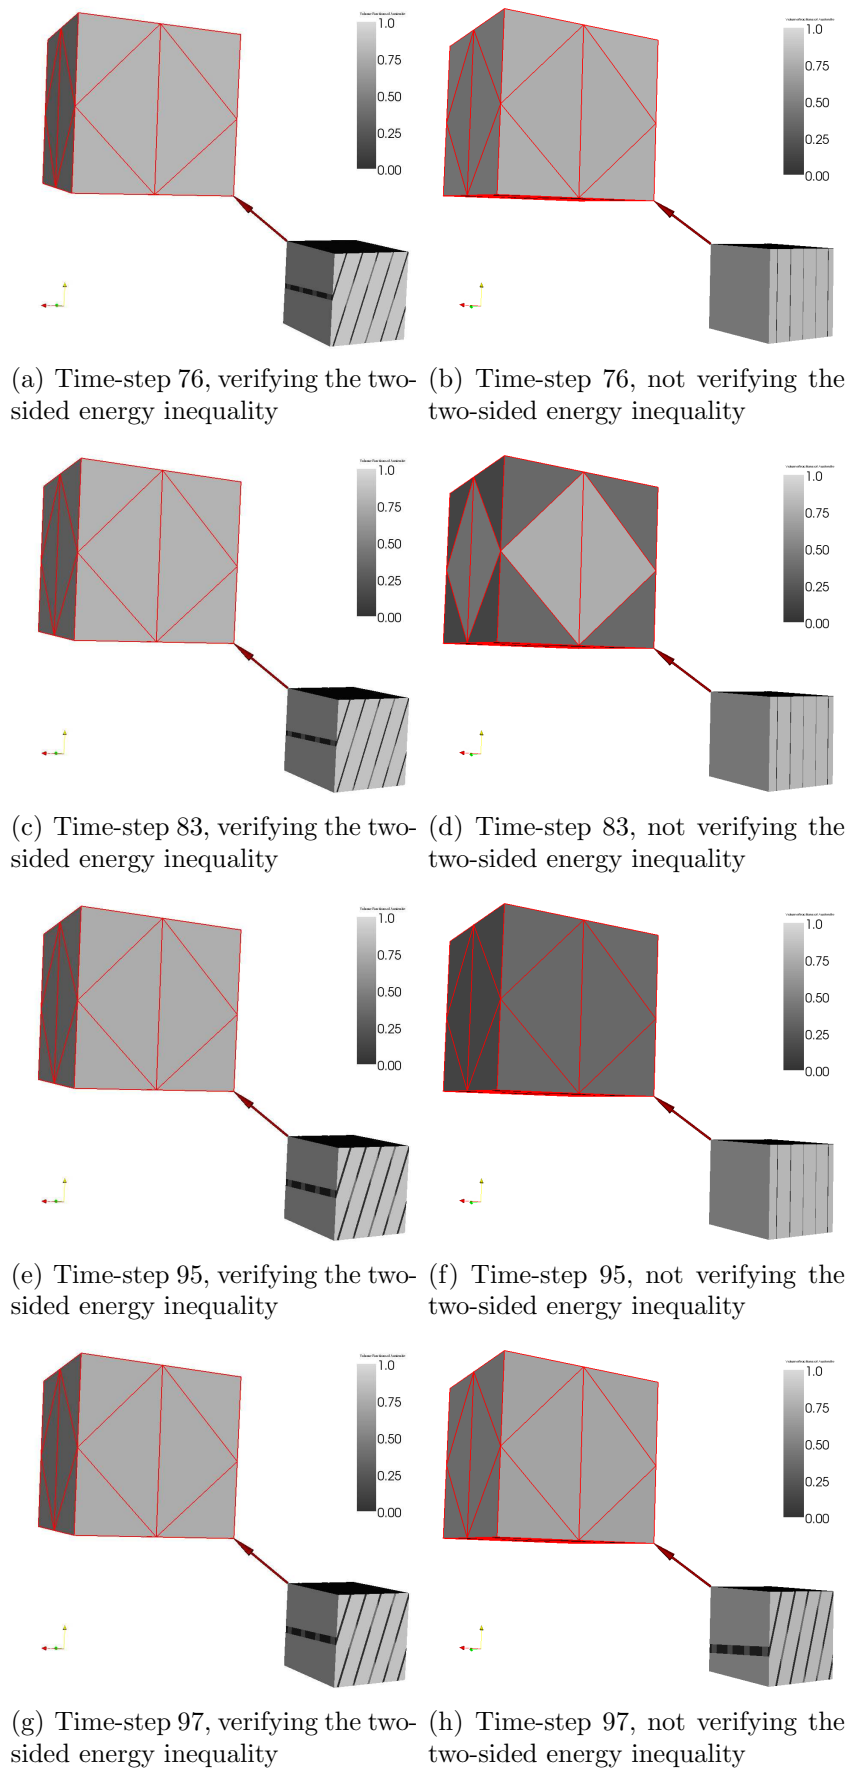 1.0
0.75
0.50
0.25
0.00
1.0
0.75
0.50
0.25
0.00
(a) Time-step 76, verifying the two-
sided energy inequality
(b) Time-step 76, not verifying the
two-sided energy inequality
1.0
0.75
0.50
0.25
0.00
1.0
0.75
0.50
0.25
0.00
(c) Time-step 83, verifying the two-
sided energy inequality
(d) Time-step 83, not verifying the
two-sided energy inequality
1.0
0.75
0.50
0.25
0.00
1.0
0.75
0.50
0.25
0.00
(e) Time-step 95, verifying the two-
sided energy inequality
(f) Time-step 95, not verifying the
two-sided energy inequality
1.0
0.75
0.50
0.25
0.00
1.0
0.75
0.50
0.25
0.00
(g) Time-step 97, verifying the two-
sided energy inequality
(h) Time-step 97, not verifying the
two-sided energy inequality